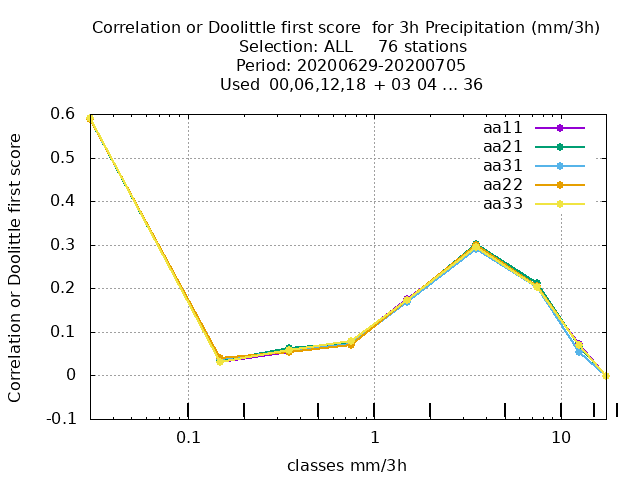 Correlation or Doolittle first score  for 3h Precipitation (mm/3h)
Selection: ALL     76 stations
Period: 20200629-20200705
Used  00,06,12,18  + 03 04 ... 36
Correlation or Doolittle first score
0.6
0.5
0.4
0.3
0.2
0.1
0
-0.1
aa11
aa21
aa31
aa22
aa33
0.1
1
10
classes mm/3h